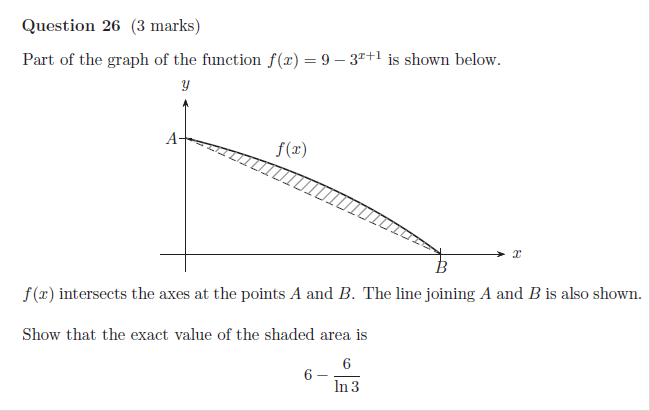 Question 26 (3 marks)
Part of the graph of the function f(x) = 9 − 3^{x+1} is shown below.
y
A
f(x)
x
B
f(x) intersects the axes at the points A and B. The line joining A and B is also shown.
Show that the exact value of the shaded area is
6 − \frac{6}{\ln 3}